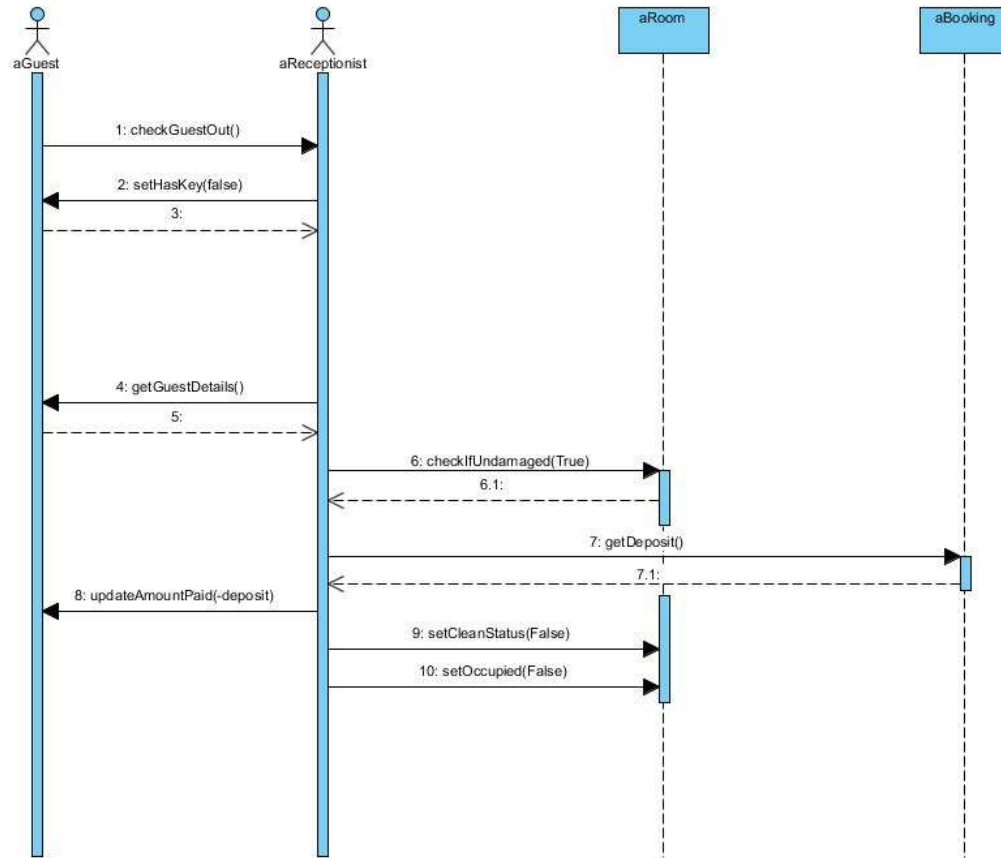 aGuest
aReceptionist
aRoom
aBooking
1: checkGuestOut()
2: setHasKey(false)
3:
4: getGuestDetails()
5:
6: checkIfUndamaged(True)
6.1:
7: getDeposit()
7.1:
8: updateAmountPaid(-deposit)
9: setCleanStatus(False)
10: setOccupied(False)